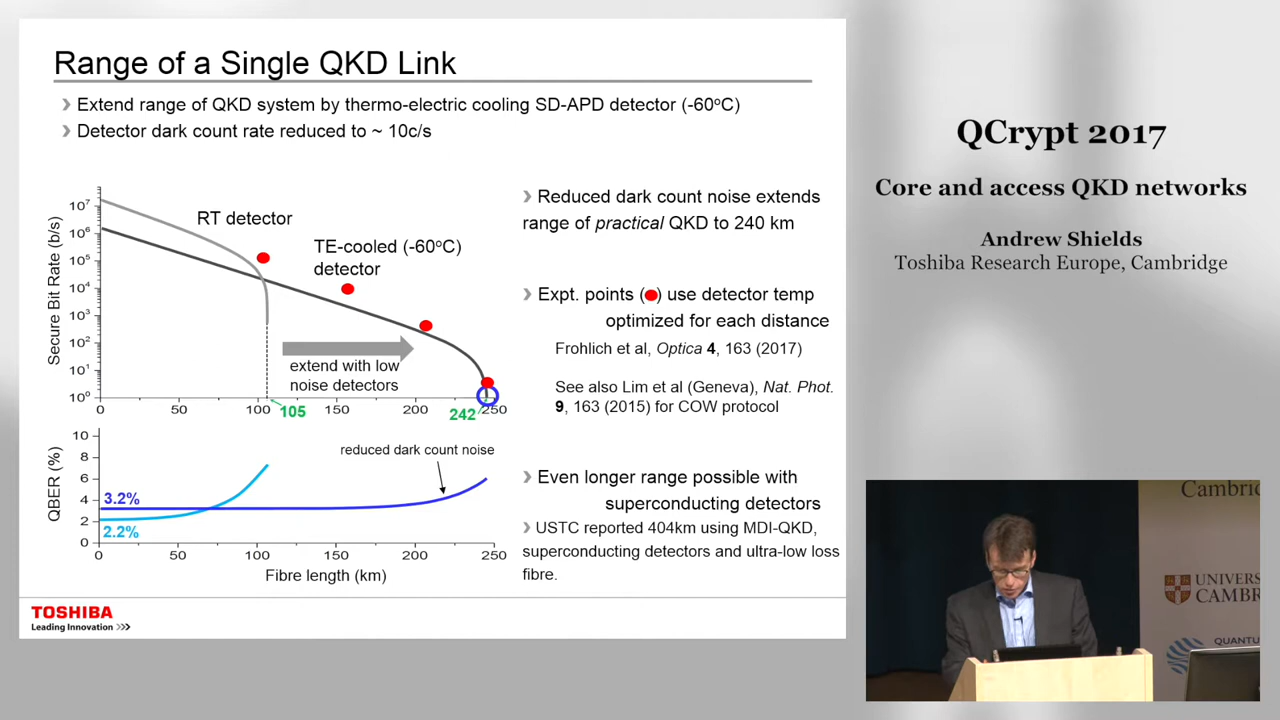 Range of a Single QKD Link
Extend range of QKD system by thermo-electric cooling SD-APD detector (-60ºC)
Detector dark count rate reduced to ~ 10c/s
Secure Bit Rate (b/s)
10⁷
10⁶
10⁵
10⁴
10³
10²
10¹
10⁰
RT detector
TE-cooled (-60ºC)
detector
extend with low
noise detectors
0
50
100
150
200
250
105
242
QBER (%)
10
8
6
4
2
0
reduced dark count noise
3.2%
2.2%
0
50
100
150
200
250
Fibre length (km)
Reduced dark count noise extends
range of practical QKD to 240 km
Expt. points ( ) use detector temp
optimized for each distance
Frohlich et al, Optica 4, 163 (2017)
See also Lim et al (Geneva), Nat. Phot.
9, 163 (2015) for COW protocol
Even longer range possible with
superconducting detectors
USTC reported 404km using MDI-QKD,
superconducting detectors and ultra-low loss
fibre.
TOSHIBA
Leading Innovation
QCrypt 2017
Core and access QKD networks
Andrew Shields
Toshiba Research Europe, Cambridge